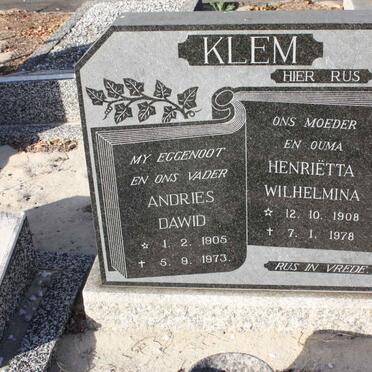 KLEM
HIER RUS
MY EGGENOOT
EN ONS VADER
ANDRIES
DAWID
☆ 1. 2. 1905
✝ 5. 9. 1973.
ONS MOEDER
EN OUMA
HENRIËTTA
WILHELMINA
☆ 12. 10. 1908
✝ 7. 1. 1978
RUS IN VREDE